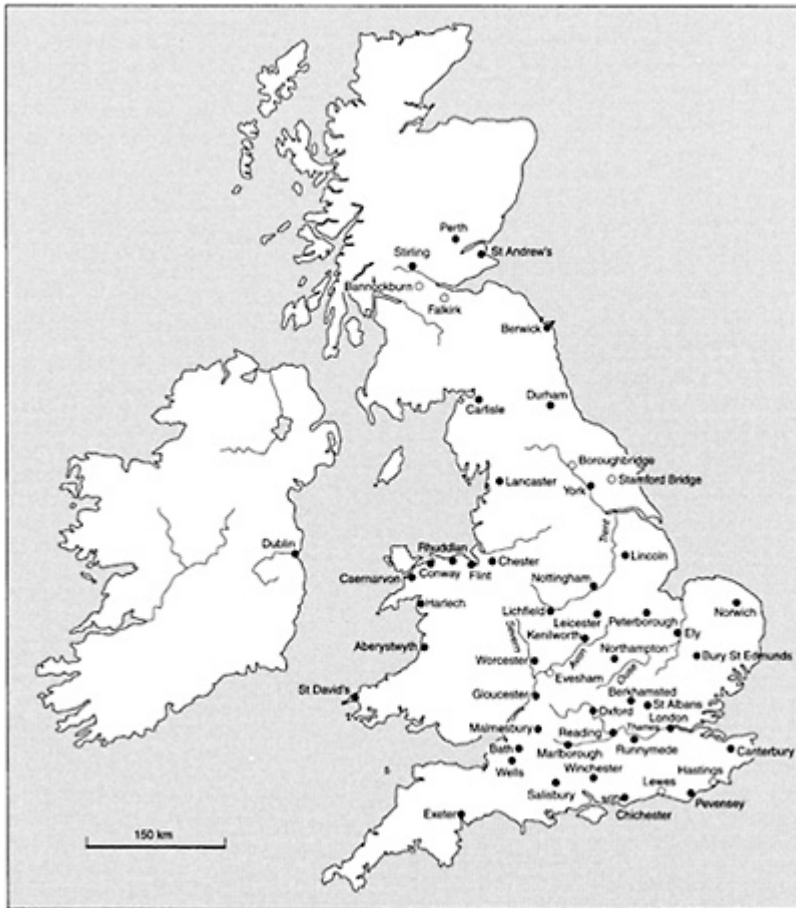 Perth
St Andrew's
Stirling
Bannockburn
Falkirk
Berwick
Carlisle
Durham
Boroughbridge
Stamford Bridge
York
Lancaster
Trent
Dublin
Rhuddlan
Chester
Lincoln
Conway
Flint
Caernarvon
Nottingham
Harlech
Lichfield
Leicester
Peterborough
Norwich
Ely
Severn
Kenilworth
Aberystwyth
Northampton
Bury St Edmunds
Worcester
Avon
Evesham
Ouse
St David's
Gloucester
Berkhamsted
St Albans
Oxford
London
Malmesbury
Reading
Thames
Bath
Marlborough
Runnymede
Canterbury
Wells
Winchester
Hastings
Salisbury
Lewes
Pevensey
Chichester
Exeter
150 km